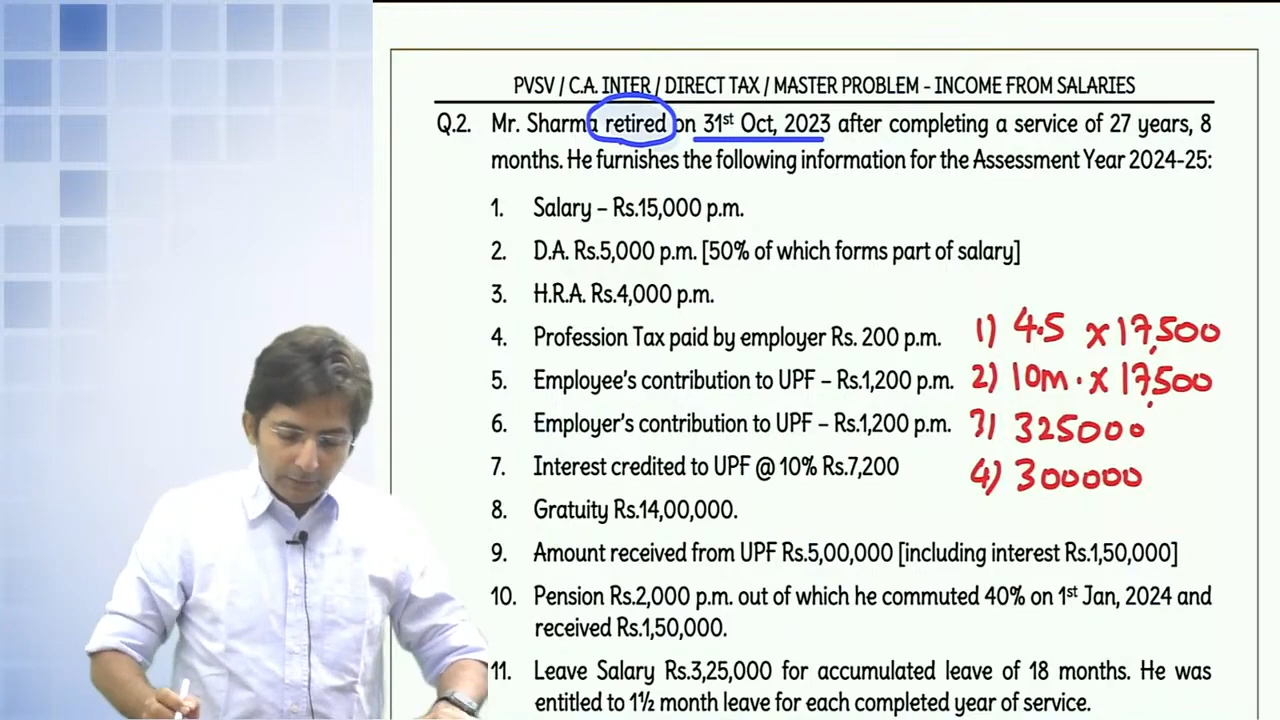 PVSV / C.A. INTER / DIRECT TAX / MASTER PROBLEM - INCOME FROM SALARIES
Q.2. Mr. Sharma retired on 31st Oct, 2023 after completing a service of 27 years, 8
months. He furnishes the following information for the Assessment Year 2024-25:
1. Salary – Rs.15,000 p.m.
2. D.A. Rs.5,000 p.m. [50% of which forms part of salary]
3. H.R.A. Rs.4,000 p.m.
4. Profession Tax paid by employer Rs. 200 p.m.
5. Employee's contribution to UPF – Rs.1,200 p.m.
6. Employer's contribution to UPF – Rs.1,200 p.m.
7. Interest credited to UPF @ 10% Rs.7,200
8. Gratuity Rs.14,00,000.
9. Amount received from UPF Rs.5,00,000 [including interest Rs.1,50,000]
10. Pension Rs.2,000 p.m. out of which he commuted 40% on 1st Jan, 2024 and
received Rs.1,50,000.
11. Leave Salary Rs.3,25,000 for accumulated leave of 18 months. He was
entitled to 1½ month leave for each completed year of service.
1) 4.5 x 17,500
2) 10m. x 17,500
3) 325000
4) 300000